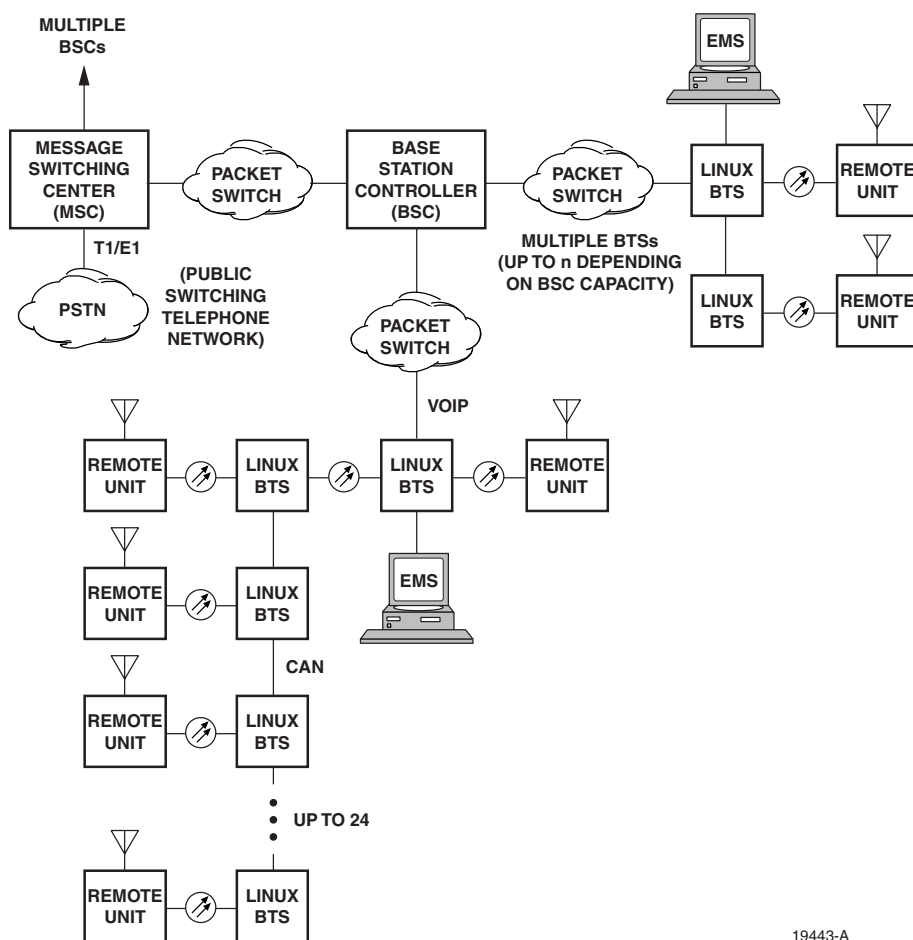 MULTIPLE
BSCs
EMS
MESSAGE
SWITCHING
CENTER
(MSC)
PACKET
SWITCH
BASE
STATION
CONTROLLER
(BSC)
PACKET
SWITCH
LINUX
BTS
REMOTE
UNIT
T1/E1
PSTN
(PUBLIC
SWITCHING
TELEPHONE
NETWORK)
MULTIPLE BTSs
(UP TO n DEPENDING
ON BSC CAPACITY)
LINUX
BTS
REMOTE
UNIT
PACKET
SWITCH
VOIP
REMOTE
UNIT
LINUX
BTS
LINUX
BTS
REMOTE
UNIT
REMOTE
UNIT
LINUX
BTS
EMS
CAN
REMOTE
UNIT
LINUX
BTS
UP TO 24
REMOTE
UNIT
LINUX
BTS
19443-A